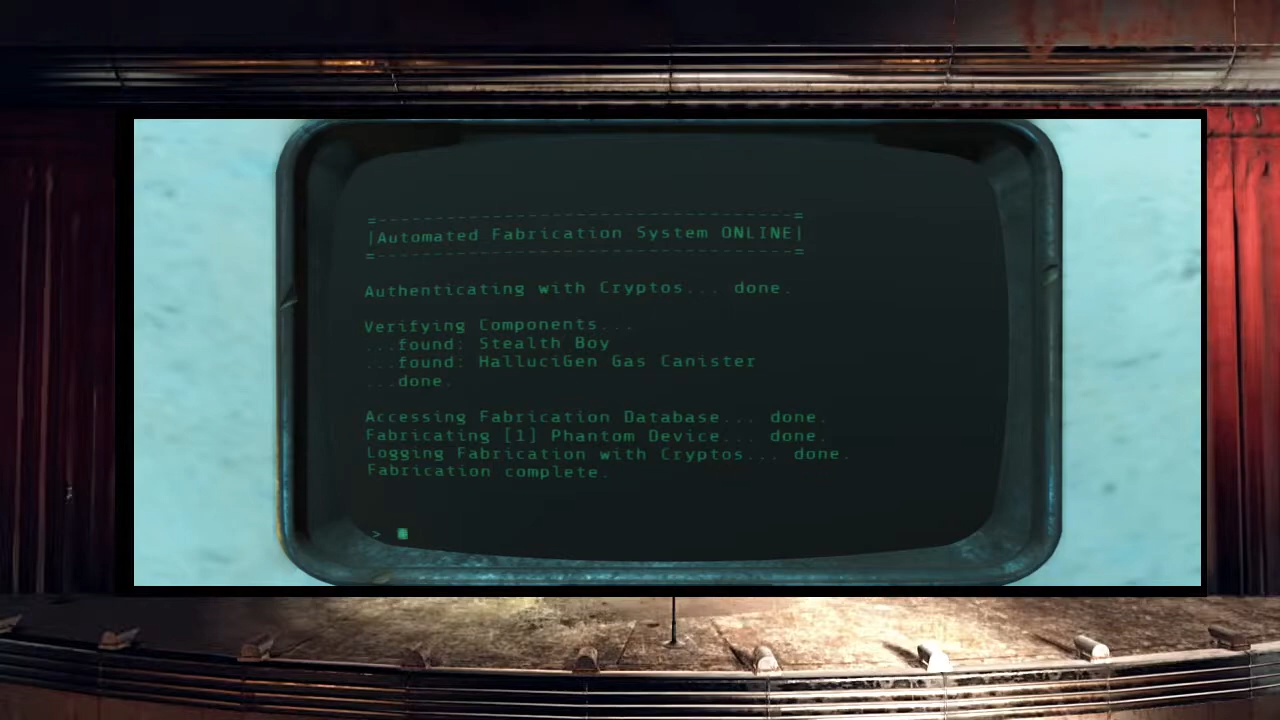 =-----------------------------------=
|Automated Fabrication System ONLINE|
=-----------------------------------=
Authenticating with Cryptos... done.
Verifying Components...
...found: Stealth Boy
...found: HalluciGen Gas Canister
...done.
Accessing Fabrication Database... done.
Fabricating [1] Phantom Device... done.
Logging Fabrication with Cryptos... done.
Fabrication complete.
>